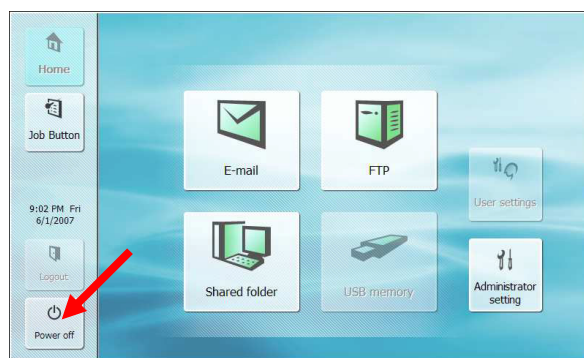 Home
Job Button
9:02 PM Fri
6/1/2007
Logout
Power off
E-mail
FTP
Shared folder
USB memory
User settings
Administrator
setting